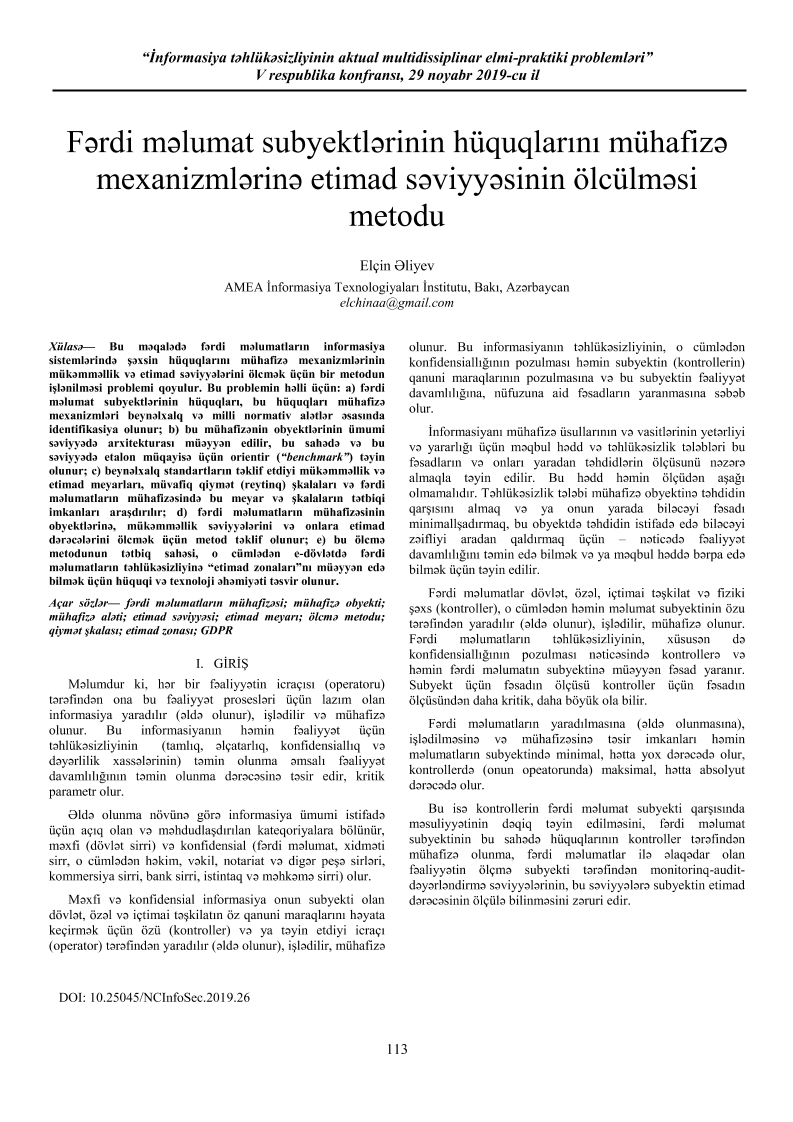 “İnformasiya təhlükəsizliyinin aktual multidissiplinar elmi-praktiki problemləri”
V respublika konfransı, 29 noyabr 2019-cu il
Fərdi məlumat subyektlərinin hüquqlarını mühafizə
mexanizmlərinə etimad səviyyəsinin ölcülməsi
metodu
Elçin Əliyev
AMEA İnformasiya Texnologiyaları İnstitutu, Bakı, Azərbaycan
elchinaa@gmail.com
Xülasə— Bu məqalədə fərdi məlumatların informasiya
sistemlərində şəxsin hüquqlarını mühafizə mexanizmlərinin
mükəmməllik və etimad səviyyələrini ölcmək üçün bir metodun
işlənilməsi problemi qoyulur. Bu problemin həlli üçün: a) fərdi
məlumat subyektlərinin hüquqları, bu hüquqları mühafizə
mexanizmləri beynəlxalq və milli normativ alətlər əsasında
identifikasiya olunur; b) bu mühafizənin obyektlərinin ümumi
səviyyədə arxitekturası müəyyən edilir, bu sahədə və bu
səviyyədə etalon müqayisə üçün orientir (“benchmark”) təyin
olunur; c) beynəlxalq standartların təklif etdiyi mükəmməllik və
etimad meyarları, müvafiq qiymət (reytinq) şkalaları və fərdi
məlumatların mühafizəsində bu meyar və şkalaların tətbiqi
imkanları araşdırılır; d) fərdi məlumatların mühafizəsinin
obyektlərinə, mükəmməllik səviyyələrini və onlara etimad
dərəcələrini ölcmək üçün metod təklif olunur; e) bu ölcmə
metodunun tətbiq sahəsi, o cümlədən e-dövlətdə fərdi
məlumatların təhlükəsizliyinə “etimad zonaları”nı müəyyən edə
bilmək üçün hüquqi və texnoloji əhəmiyəti təsvir olunur.
Açar sözlər— fərdi məlumatların mühafizəsi; mühafizə obyekti;
mühafizə aləti; etimad səviyyəsi; etimad meyarı; ölcmə metodu;
qiymət şkalası; etimad zonası; GDPR
I. GİRİŞ
Məlumdur ki, hər bir fəaliyyətin icraçısı (operatoru)
tərəfindən ona bu fəaliyyət prosesləri üçün lazım olan
informasiya yaradılır (əldə olunur), işlədilir və mühafizə
olunur. Bu informasiyanın həmin fəaliyyət üçün
təhlükəsizliyinin (tamlıq, əlçatarlıq, konfidensiallıq və
dəyərlilik xassələrinin) təmin olunma əmsalı fəaliyyət
davamlılığının təmin olunma dərəcəsinə təsir edir, kritik
parametr olur.
Əldə olunma növünə görə informasiya ümumi istifadə
üçün açıq olan və məhdudlaşdırılan kateqoriyalara bölünür,
məxfi (dövlət sirri) və konfidensial (fərdi məlumat, xidməti
sirr, o cümlədən həkim, vəkil, notariat və digər peşə sirləri,
kommersiya sirri, bank sirri, istintaq və məhkəmə sirri) olur.
Məxfi və konfidensial informasiya onun subyekti olan
dövlət, özəl və içtimai təşkilatın öz qanuni maraqlarını həyata
keçirmək üçün özü (kontroller) və ya təyin etdiyi icraçı
(operator) tərəfindən yaradılır (əldə olunur), işlədilir, mühafizə
olunur. Bu informasiyanın təhlükəsizliyinin, o cümlədən
konfidensiallığının pozulması həmin subyektin (kontrollerin)
qanuni maraqlarının pozulmasına və bu subyektin fəaliyyət
davamlılığına, nüfuzuna aid fəsadların yaranmasına səbəb
olur.
İnformasiyanı mühafizə üsullarının və vasitlərinin yetərliyi
və yararlığı üçün məqbul hədd və təhlükəsizlik tələbləri bu
fəsadların və onları yaradan təhdidlərin ölçüsünü nəzərə
almaqla təyin edilir. Bu hədd həmin ölçüdən aşağı
olmamalıdır. Təhlükəsizlik tələbi mühafizə obyektinə təhdidin
qarşısını almaq və ya onun yarada biləcəyi fəsadı
minimallşadırmaq, bu obyektdə təhdidin istifadə edə biləcəyi
zəifliyi aradan qaldırmaq üçün – nəticədə fəaliyyət
davamlılığını təmin edə bilmək və ya məqbul həddə bərpa edə
bilmək üçün təyin edilir.
Fərdi məlumatlar dövlət, özəl, içtimai təşkilat və fiziki
şəxs (kontroller), o cümlədən həmin məlumat subyektinin özu
tərəfindən yaradılır (əldə olunur), işlədilir, mühafizə olunur.
Fərdi məlumatların təhlükəsizliyinin, xüsusən də
konfidensiallığının pozulması nəticəsində kontrollerə və
həmin fərdi məlumatın subyektinə müəyyən fəsad yaranır.
Subyekt üçün fəsadın ölçüsü kontroller üçün fəsadın
ölçüsündən daha kritik, daha böyük ola bilir.
Fərdi məlumatların yaradılmasına (əldə olunmasına),
işlədilməsinə və mühafizəsinə təsir imkanları həmin
məlumatların subyektində minimal, hətta yox dərəcədə olur,
kontrollerdə (onun opeatorunda) maksimal, hətta absolyut
dərəcədə olur.
Bu isə kontrollerin fərdi məlumat subyekti qarşısında
məsuliyyətinin dəqiq təyin edilməsini, fərdi məlumat
subyektinin bu sahədə hüquqlarının kontroller tərəfindən
mühafizə olunma, fərdi məlumatlar ilə əlaqədar olan
fəaliyyətin ölçmə subyekti tərəfindən monitorinq-audit-
dəyərləndirmə səviyyələrinin, bu səviyyələrə subyektin etimad
dərəcəsinin ölçülə bilinməsini zəruri edir.
DOI: 10.25045/NCInfoSec.2019.26
113